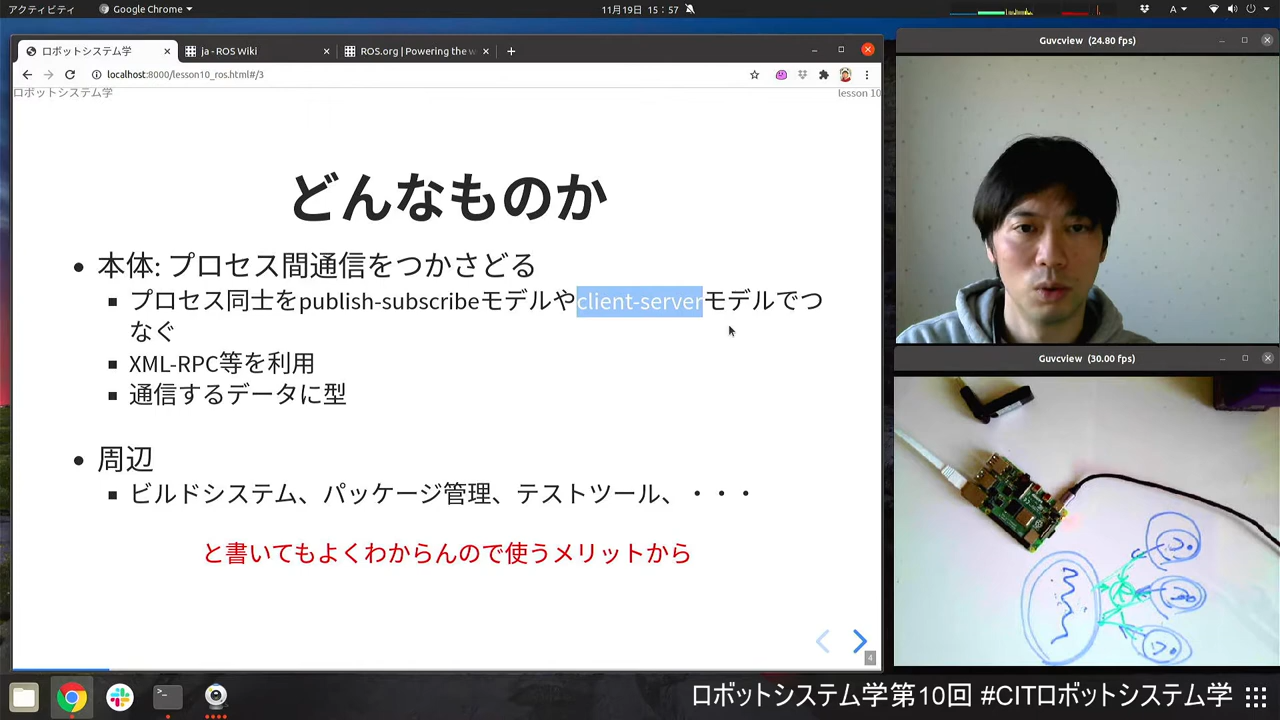 アクティビティ
Google Chrome
11月19日 15：57
A
ロボットシステム学
ja - ROS Wiki
ROS.org | Powering the w
localhost:8000/lesson10_ros.html#/3
ロボットシステム学
lesson 10
どんなものか
本体: プロセス間通信をつかさどる
プロセス同士をpublish-subscribeモデルやclient-serverモデルでつ
なぐ
XML-RPC等を利用
通信するデータに型
周辺
ビルドシステム、パッケージ管理、テストツール、・・・
と書いてもよくわからんので使うメリットから
4
Guvcview (24.80 fps)
Guvcview (30.00 fps)
ロボットシステム学第10回 #CITロボットシステム学